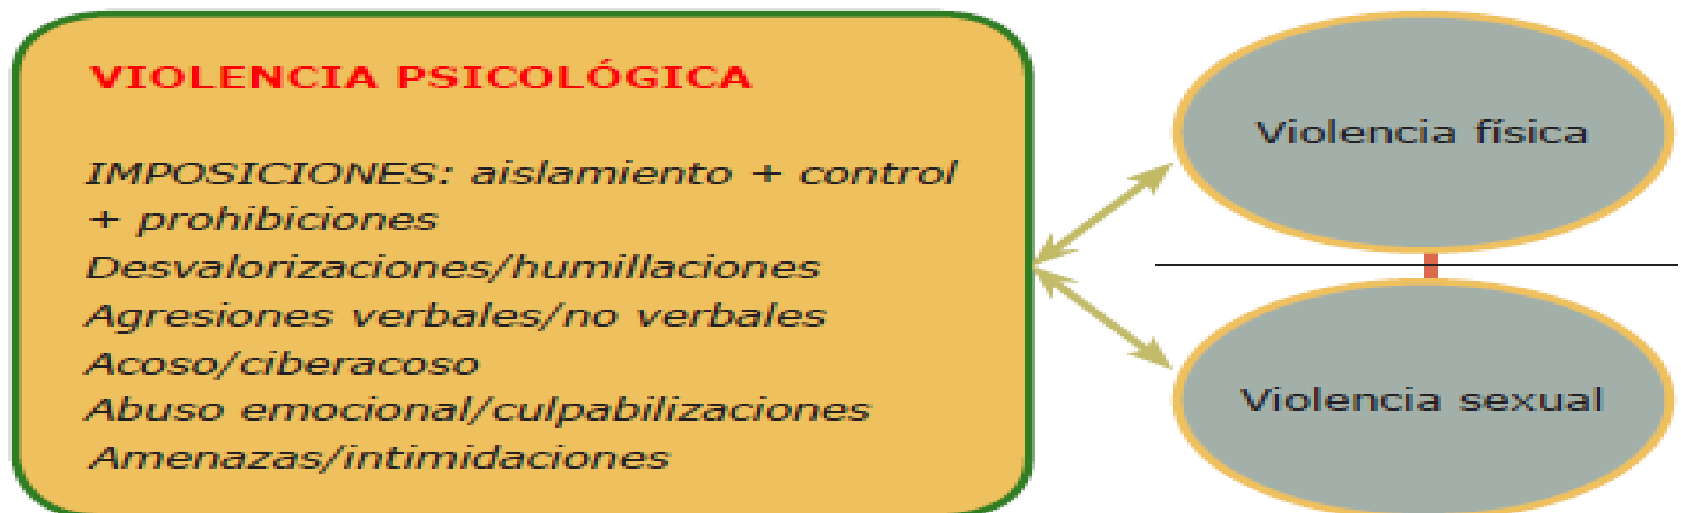 VIOLENCIA PSICOLÓGICA
IMPOSICIONES: aislamiento + control
+ prohibiciones
Desvalorizaciones/humillaciones
Agresiones verbales/no verbales
Acoso/ciberacoso
Abuso emocional/culpabilizaciones
Amenazas/intimidaciones
Violencia física
Violencia sexual